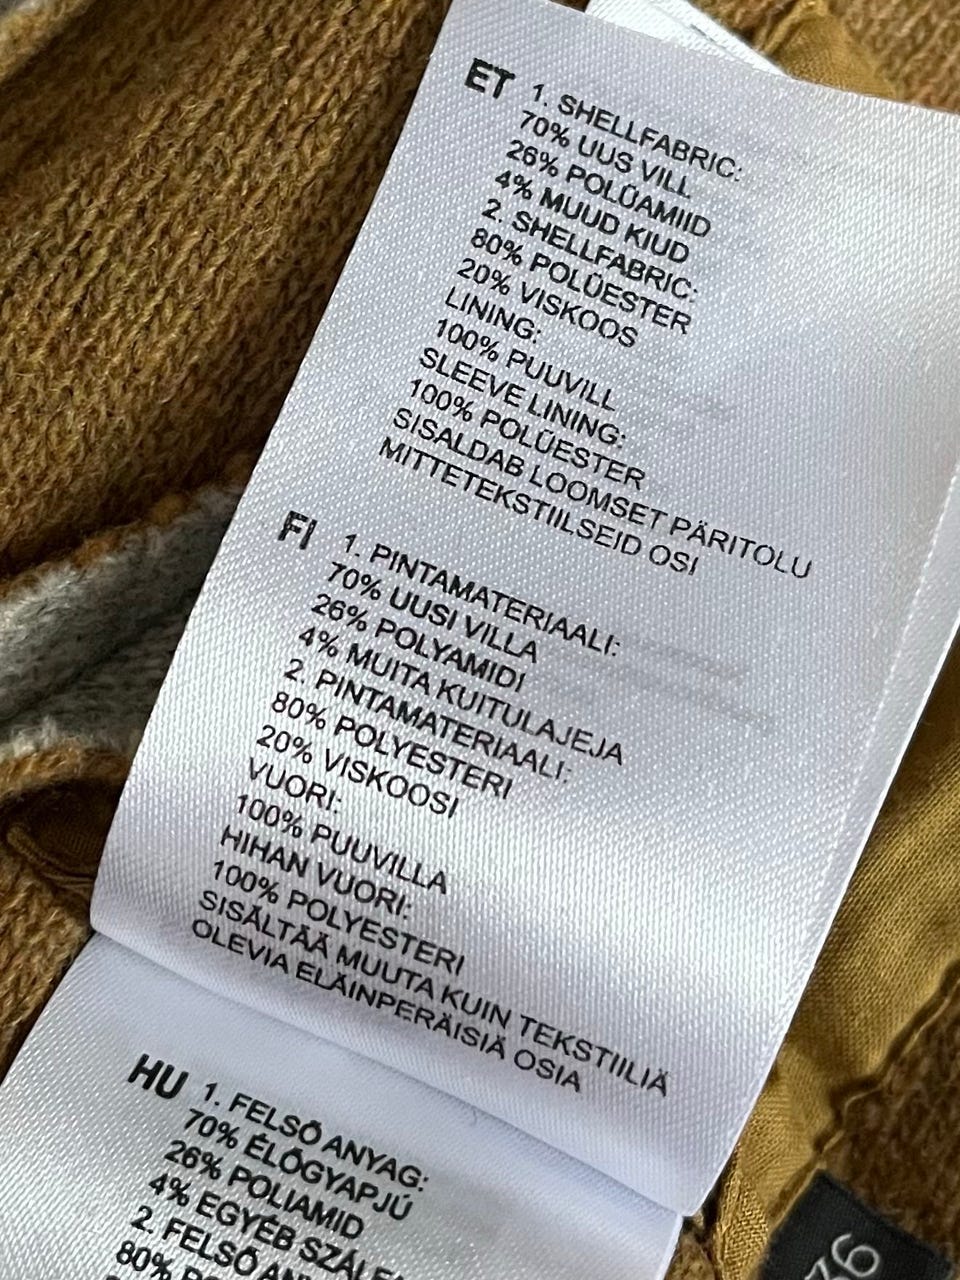 ET 1. SHELLFABRIC:
70% UUS VILL
26% POLÜAMIID
4% MUUD KIUD
2. SHELLFABRIC:
80% POLÜESTER
20% VISKOOS
LINING:
100% PUUVILL
SLEEVE LINING:
100% POLÜESTER
SISALDAB LOOMSET PÄRITOLU
MITTETEKSTIILSEID OSI
FI 1. PINTAMATERIAALI:
70% UUSI VILLA
26% POLYAMIDI
4% MUITA KUITULAJEJA
2. PINTAMATERIAALI:
80% POLYESTERI
20% VISKOOSI
VUORI:
100% PUUVILLA
HIHAN VUORI:
100% POLYESTERI
SISÄLTÄÄ MUUTA KUIN TEKSTIILIÄ
OLEVIA ELÄINPERÄISIÄ OSIA
HU 1. FELSŐ ANYAG:
70% ÉLŐGYAPJÚ
26% POLIAMID
4% EGYÉB
2. FELSŐ
80%